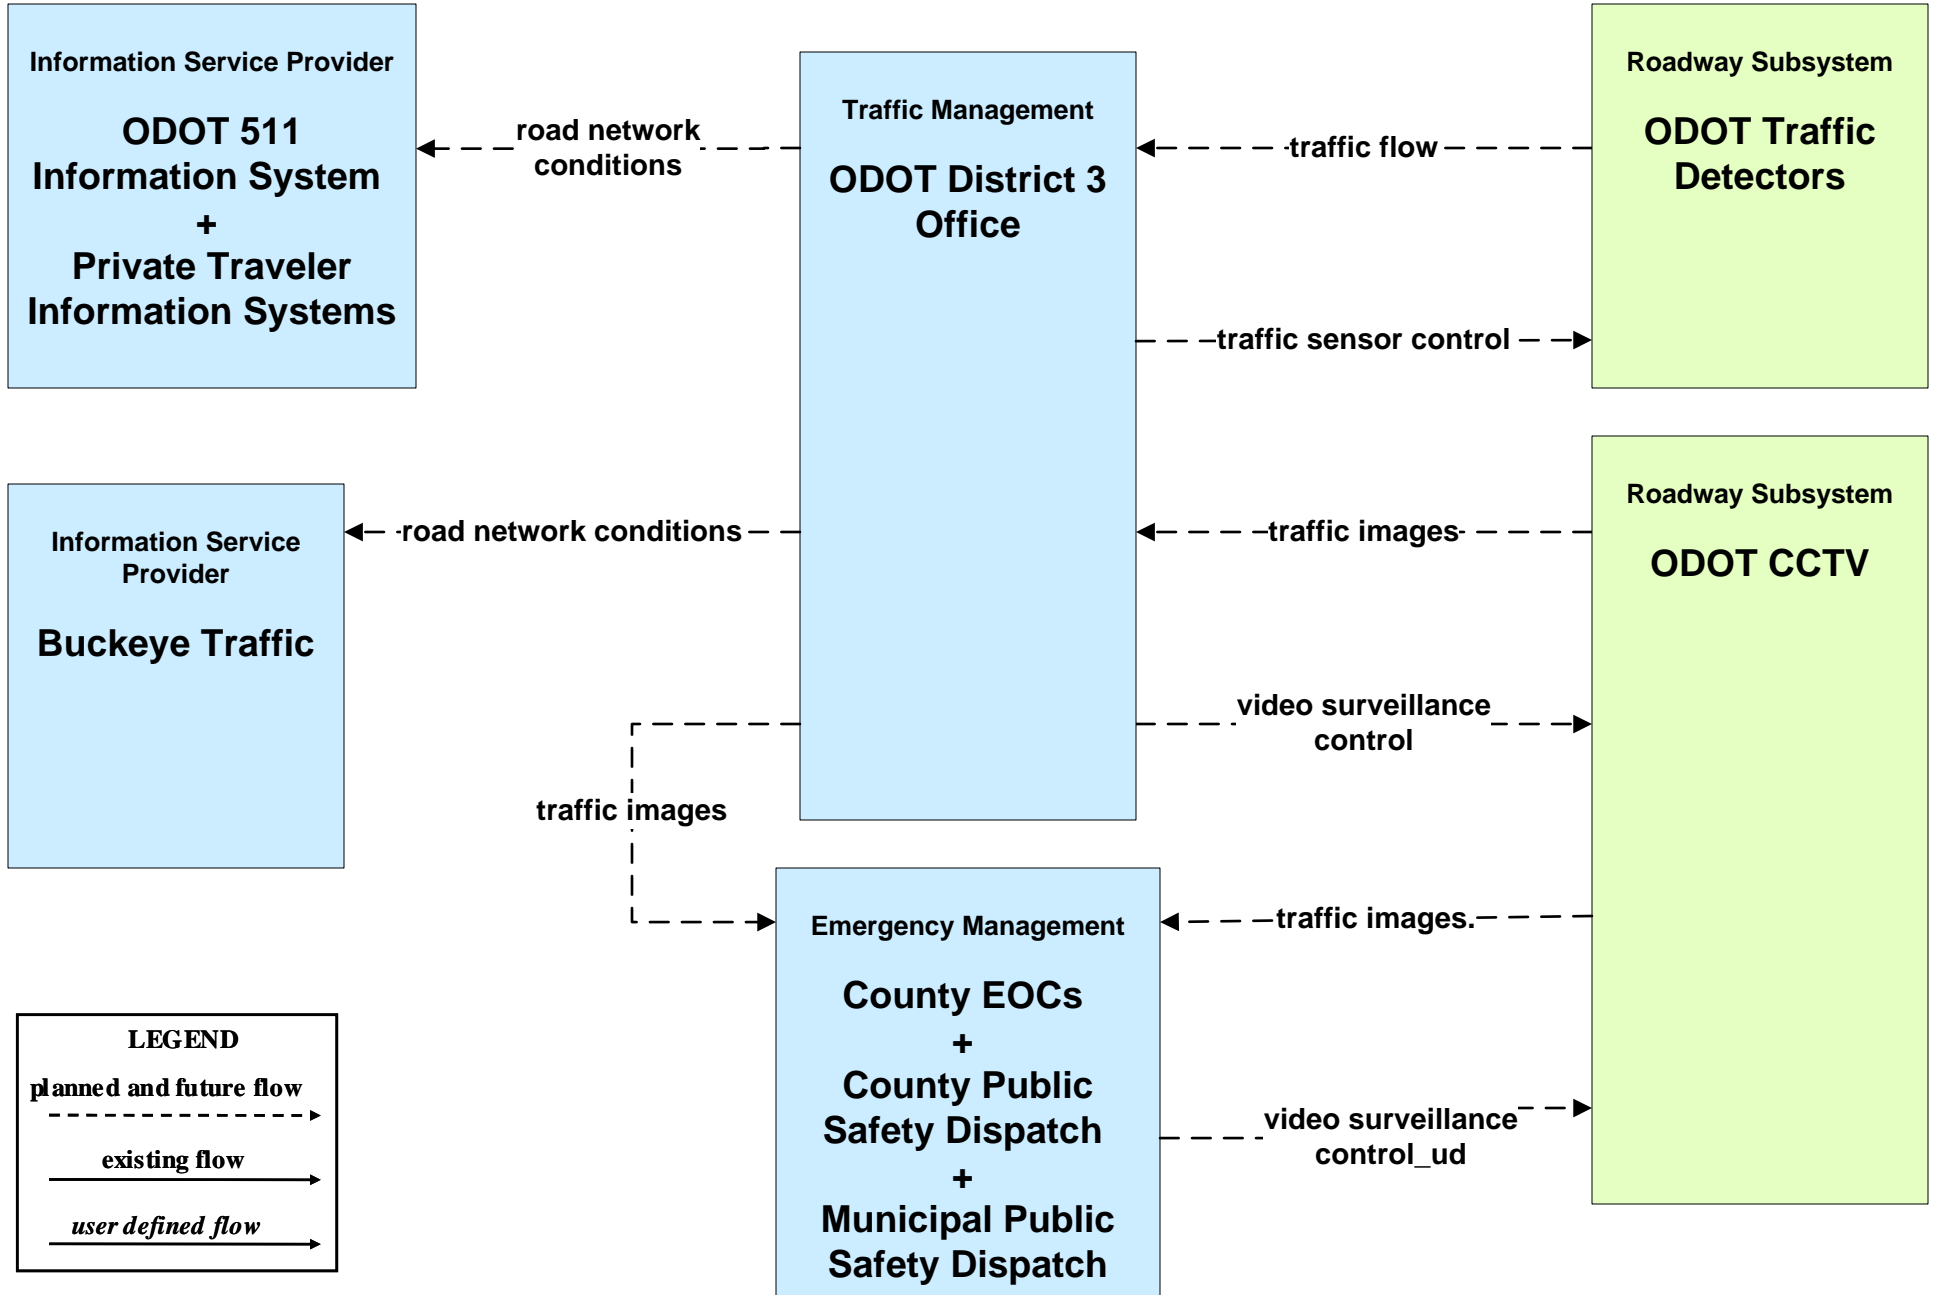 Information Service Provider
ODOT 511
Information System
+
Private Traveler
Information Systems
road network
conditions
Traffic Management
ODOT District 3
Office
traffic flow
Roadway Subsystem
ODOT Traffic
Detectors
traffic sensor control
Information Service
Provider
Buckeye Traffic
road network conditions
traffic images
Roadway Subsystem
ODOT CCTV
video surveillance
control
traffic images
Emergency Management
County EOCs
+
County Public
Safety Dispatch
+
Municipal Public
Safety Dispatch
traffic images.
video surveillance
control_ud
LEGEND
planned and future flow
existing flow
user defined flow